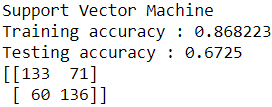 Support Vector Machine
Training accuracy : 0.868223
Testing accuracy : 0.6725
[[133  71]
 [ 60 136]]